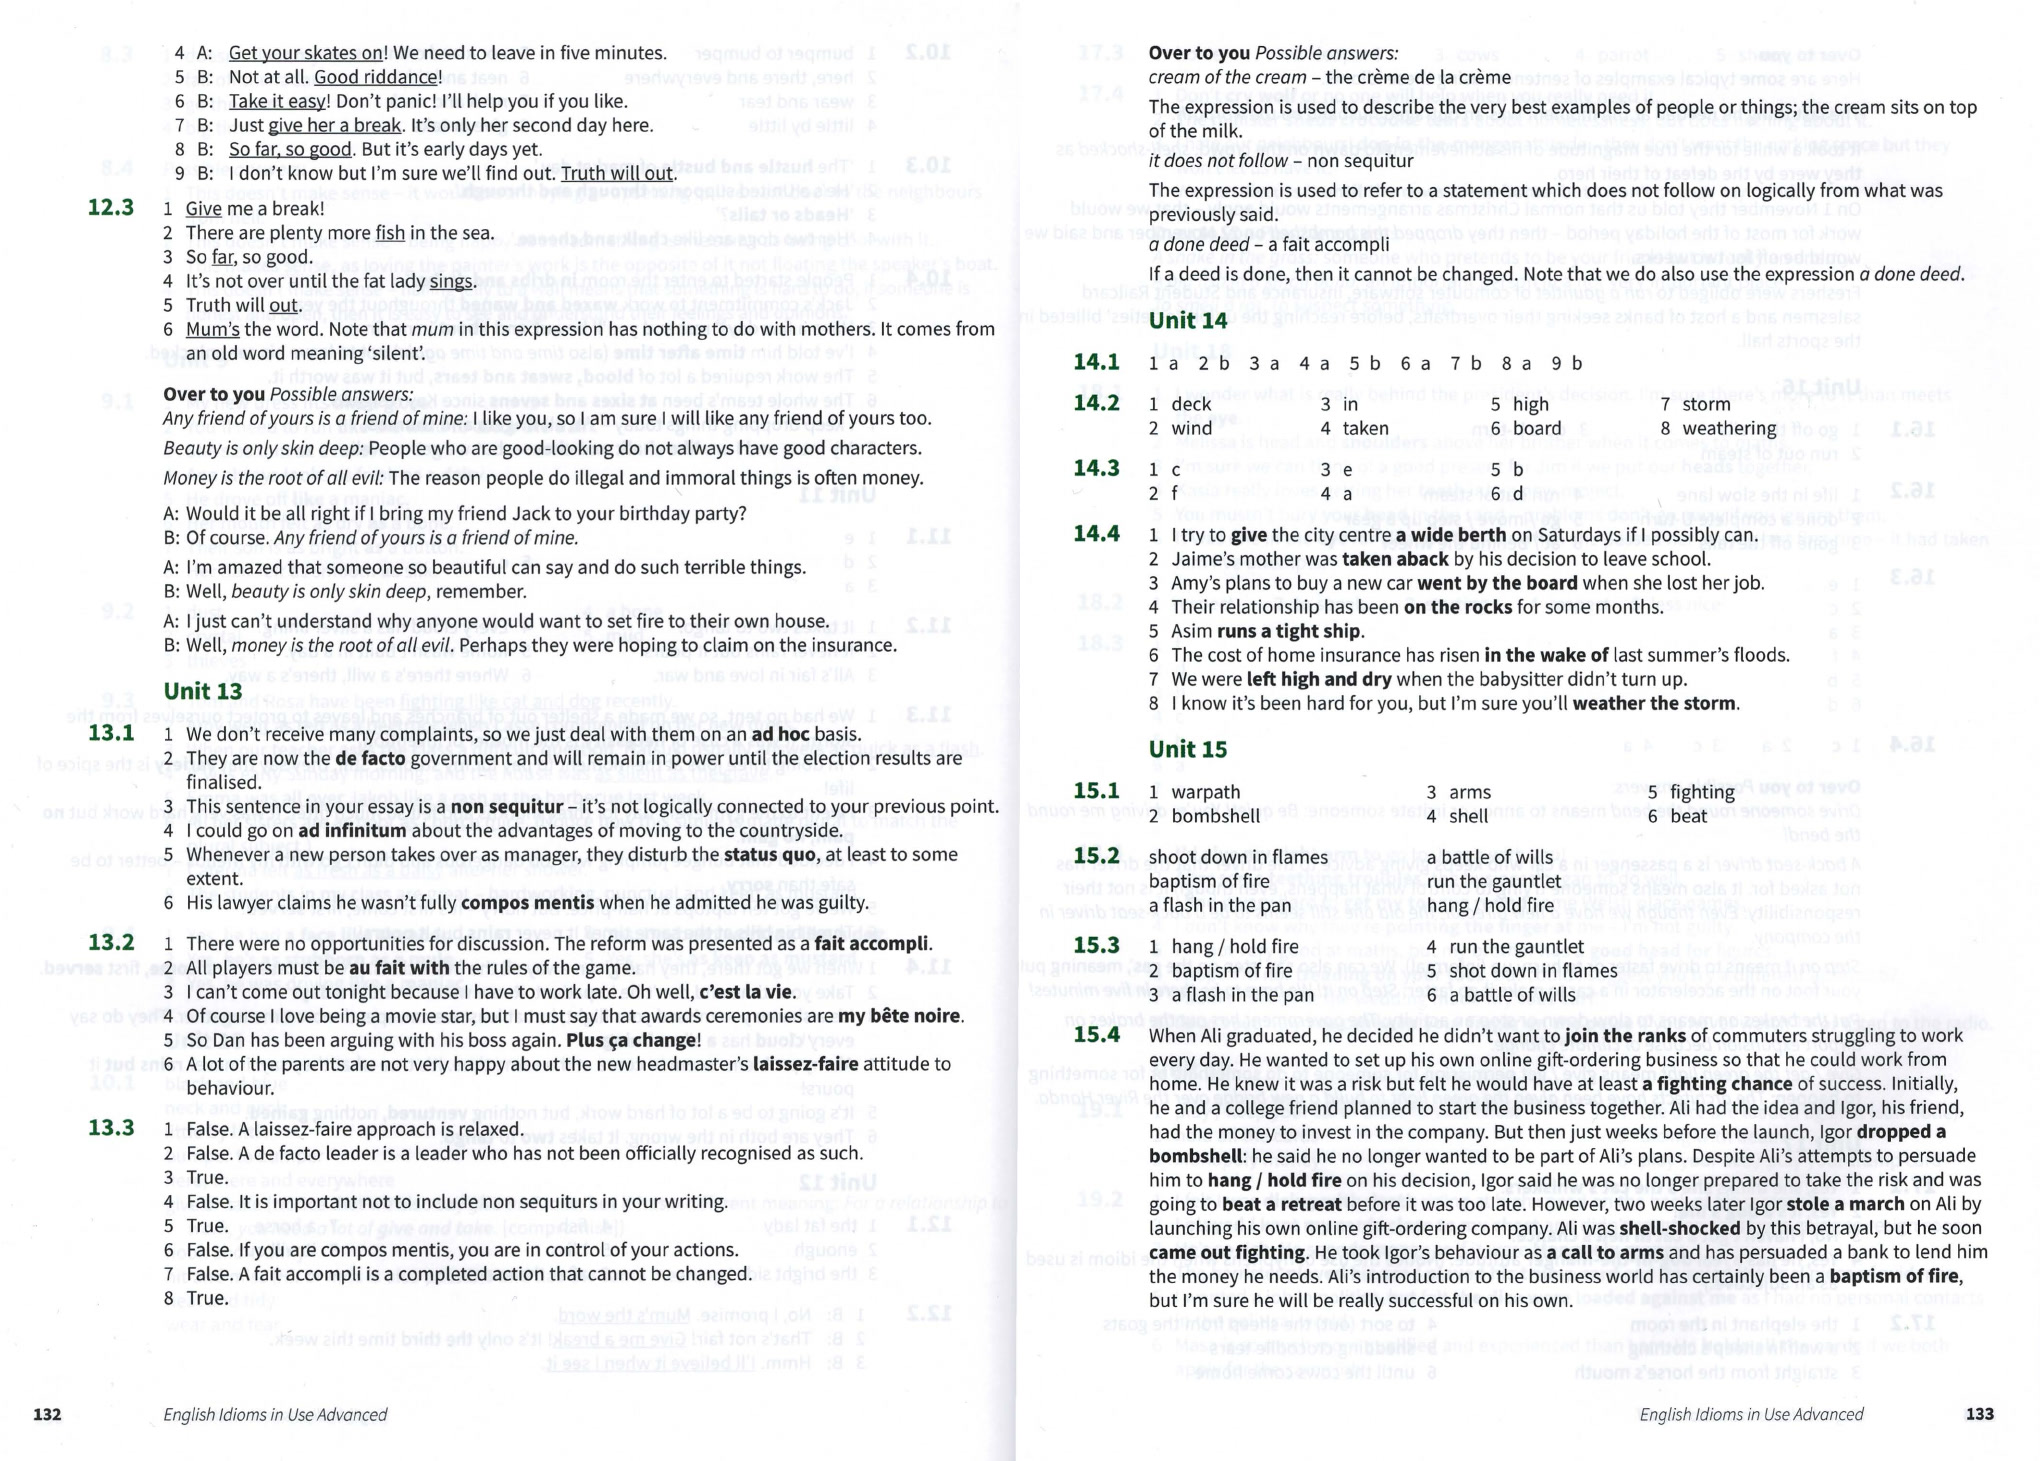 4 A: Get your skates on! We need to leave in five minutes.
5 B: Not at all. Good riddance!
6 B: Take it easy! Don't panic! I'll help you if you like.
7 B: Just give her a break. It's only her second day here.
8 B: So far, so good. But it's early days yet.
9 B: I don't know but I'm sure we'll find out. Truth will out.
12.3 1 Give me a break!
2 There are plenty more fish in the sea.
3 So far, so good.
4 It's not over until the fat lady sings.
5 Truth will out.
6 Mum's the word. Note that mum in this expression has nothing to do with mothers. It comes from
an old word meaning 'silent'.
Over to you Possible answers:
Any friend of yours is a friend of mine: I like you, so I am sure I will like any friend of yours too.
Beauty is only skin deep: People who are good-looking do not always have good characters.
Money is the root of all evil: The reason people do illegal and immoral things is often money.
A: Would it be all right if I bring my friend Jack to your birthday party?
B: Of course. Any friend of yours is a friend of mine.
A: I'm amazed that someone so beautiful can say and do such terrible things.
B: Well, beauty is only skin deep, remember.
A: I just can't understand why anyone would want to set fire to their own house.
B: Well, money is the root of all evil. Perhaps they were hoping to claim on the insurance.
Unit 13
13.1 1 We don't receive many complaints, so we just deal with them on an ad hoc basis.
2 They are now the de facto government and will remain in power until the election results are
finalised.
3 This sentence in your essay is a non sequitur – it's not logically connected to your previous point.
4 I could go on ad infinitum about the advantages of moving to the countryside.
5 Whenever a new person takes over as manager, they disturb the status quo, at least to some
extent.
6 His lawyer claims he wasn't fully compos mentis when he admitted he was guilty.
13.2 1 There were no opportunities for discussion. The reform was presented as a fait accompli.
2 All players must be au fait with the rules of the game.
3 I can't come out tonight because I have to work late. Oh well, c'est la vie.
4 Of course I love being a movie star, but I must say that awards ceremonies are my bête noire.
5 So Dan has been arguing with his boss again. Plus ça change!
6 A lot of the parents are not very happy about the new headmaster's laissez-faire attitude to
behaviour.
13.3 1 False. A laissez-faire approach is relaxed.
2 False. A de facto leader is a leader who has not been officially recognised as such.
3 True.
4 False. It is important not to include non sequiturs in your writing.
5 True.
6 False. If you are compos mentis, you are in control of your actions.
7 False. A fait accompli is a completed action that cannot be changed.
8 True.
132 English Idioms in Use Advanced
Over to you Possible answers:
cream of the cream – the crème de la crème
The expression is used to describe the very best examples of people or things; the cream sits on top
of the milk.
it does not follow – non sequitur
The expression is used to refer to a statement which does not follow on logically from what was
previously said.
a done deed – a fait accompli
If a deed is done, then it cannot be changed. Note that we do also use the expression a done deed.
Unit 14
14.1 1 a 2 b 3 a 4 a 5 b 6 a 7 b 8 a 9 b
14.2 1 deck 3 in 5 high 7 storm
2 wind 4 taken 6 board 8 weathering
14.3 1 c 3 e 5 b
2 f 4 a 6 d
14.4 1 I try to give the city centre a wide berth on Saturdays if I possibly can.
2 Jaime's mother was taken aback by his decision to leave school.
3 Amy's plans to buy a new car went by the board when she lost her job.
4 Their relationship has been on the rocks for some months.
5 Asim runs a tight ship.
6 The cost of home insurance has risen in the wake of last summer's floods.
7 We were left high and dry when the babysitter didn't turn up.
8 I know it's been hard for you, but I'm sure you'll weather the storm.
Unit 15
15.1 1 warpath 3 arms 5 fighting
2 bombshell 4 shell 6 beat
15.2 shoot down in flames a battle of wills
baptism of fire run the gauntlet
a flash in the pan hang / hold fire
15.3 1 hang / hold fire 4 run the gauntlet
2 baptism of fire 5 shot down in flames
3 a flash in the pan 6 a battle of wills
15.4 When Ali graduated, he decided he didn't want to join the ranks of commuters struggling to work
every day. He wanted to set up his own online gift-ordering business so that he could work from
home. He knew it was a risk but felt he would have at least a fighting chance of success. Initially,
he and a college friend planned to start the business together. Ali had the idea and Igor, his friend,
had the money to invest in the company. But then just weeks before the launch, Igor dropped a
bombshell: he said he no longer wanted to be part of Ali's plans. Despite Ali's attempts to persuade
him to hang / hold fire on his decision, Igor said he was no longer prepared to take the risk and was
going to beat a retreat before it was too late. However, two weeks later Igor stole a march on Ali by
launching his own online gift-ordering company. Ali was shell-shocked by this betrayal, but he soon
came out fighting. He took Igor's behaviour as a call to arms and has persuaded a bank to lend him
the money he needs. Ali's introduction to the business world has certainly been a baptism of fire,
but I'm sure he will be really successful on his own.
English Idioms in Use Advanced 133